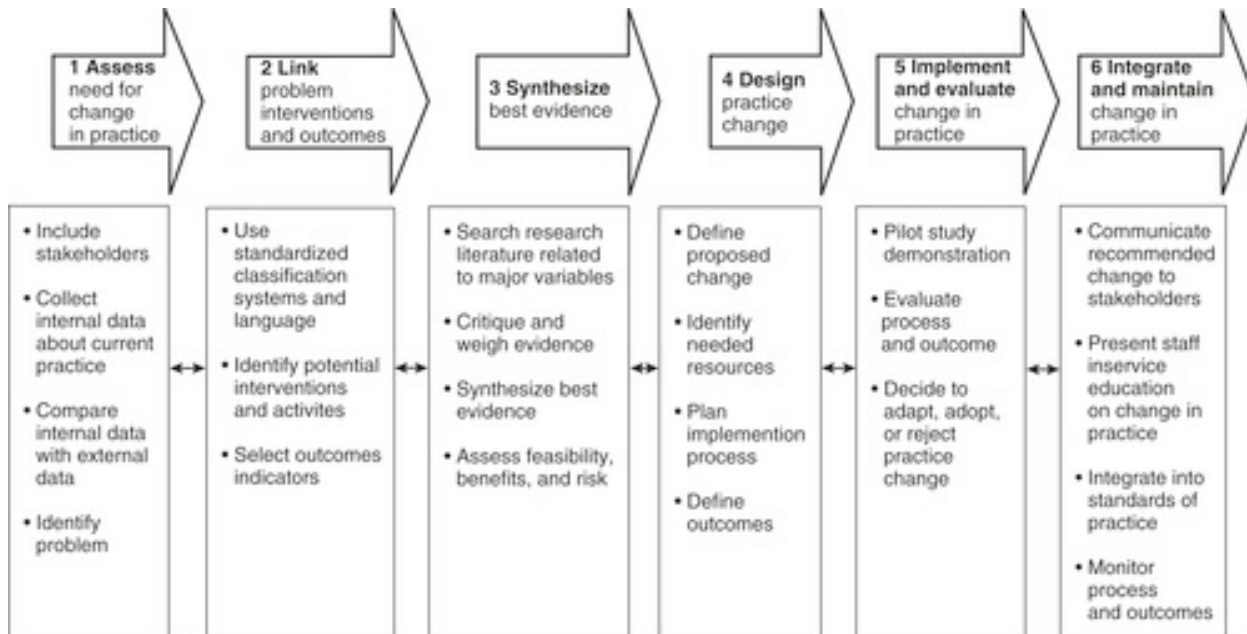 1 Assess
need for
change
in practice
2 Link
problem
interventions
and outcomes
3 Synthesize
best evidence
4 Design
practice
change
5 Implement
and evaluate
change in
practice
6 Integrate
and maintain
change in
practice
• Include
stakeholders
• Collect
internal data
about current
practice
• Compare
internal data
with external
data
• Identify
problem
• Use
standardized
classification
systems and
language
• Identify potential
interventions
and activites
• Select outcomes
indicators
• Search research
literature related
to major variables
• Critique and
weigh evidence
• Synthesize best
evidence
• Assess feasibility,
benefits, and risk
• Define
proposed
change
• Identify
needed
resources
• Plan
implemention
process
• Define
outcomes
• Pilot study
demonstration
• Evaluate
process
and outcome
• Decide to
adapt, adopt,
or reject
practice
change
• Communicate
recommended
change to
stakeholders
• Present staff
inservice
education
on change in
practice
• Integrate into
standards of
practice
• Monitor
process
and outcomes